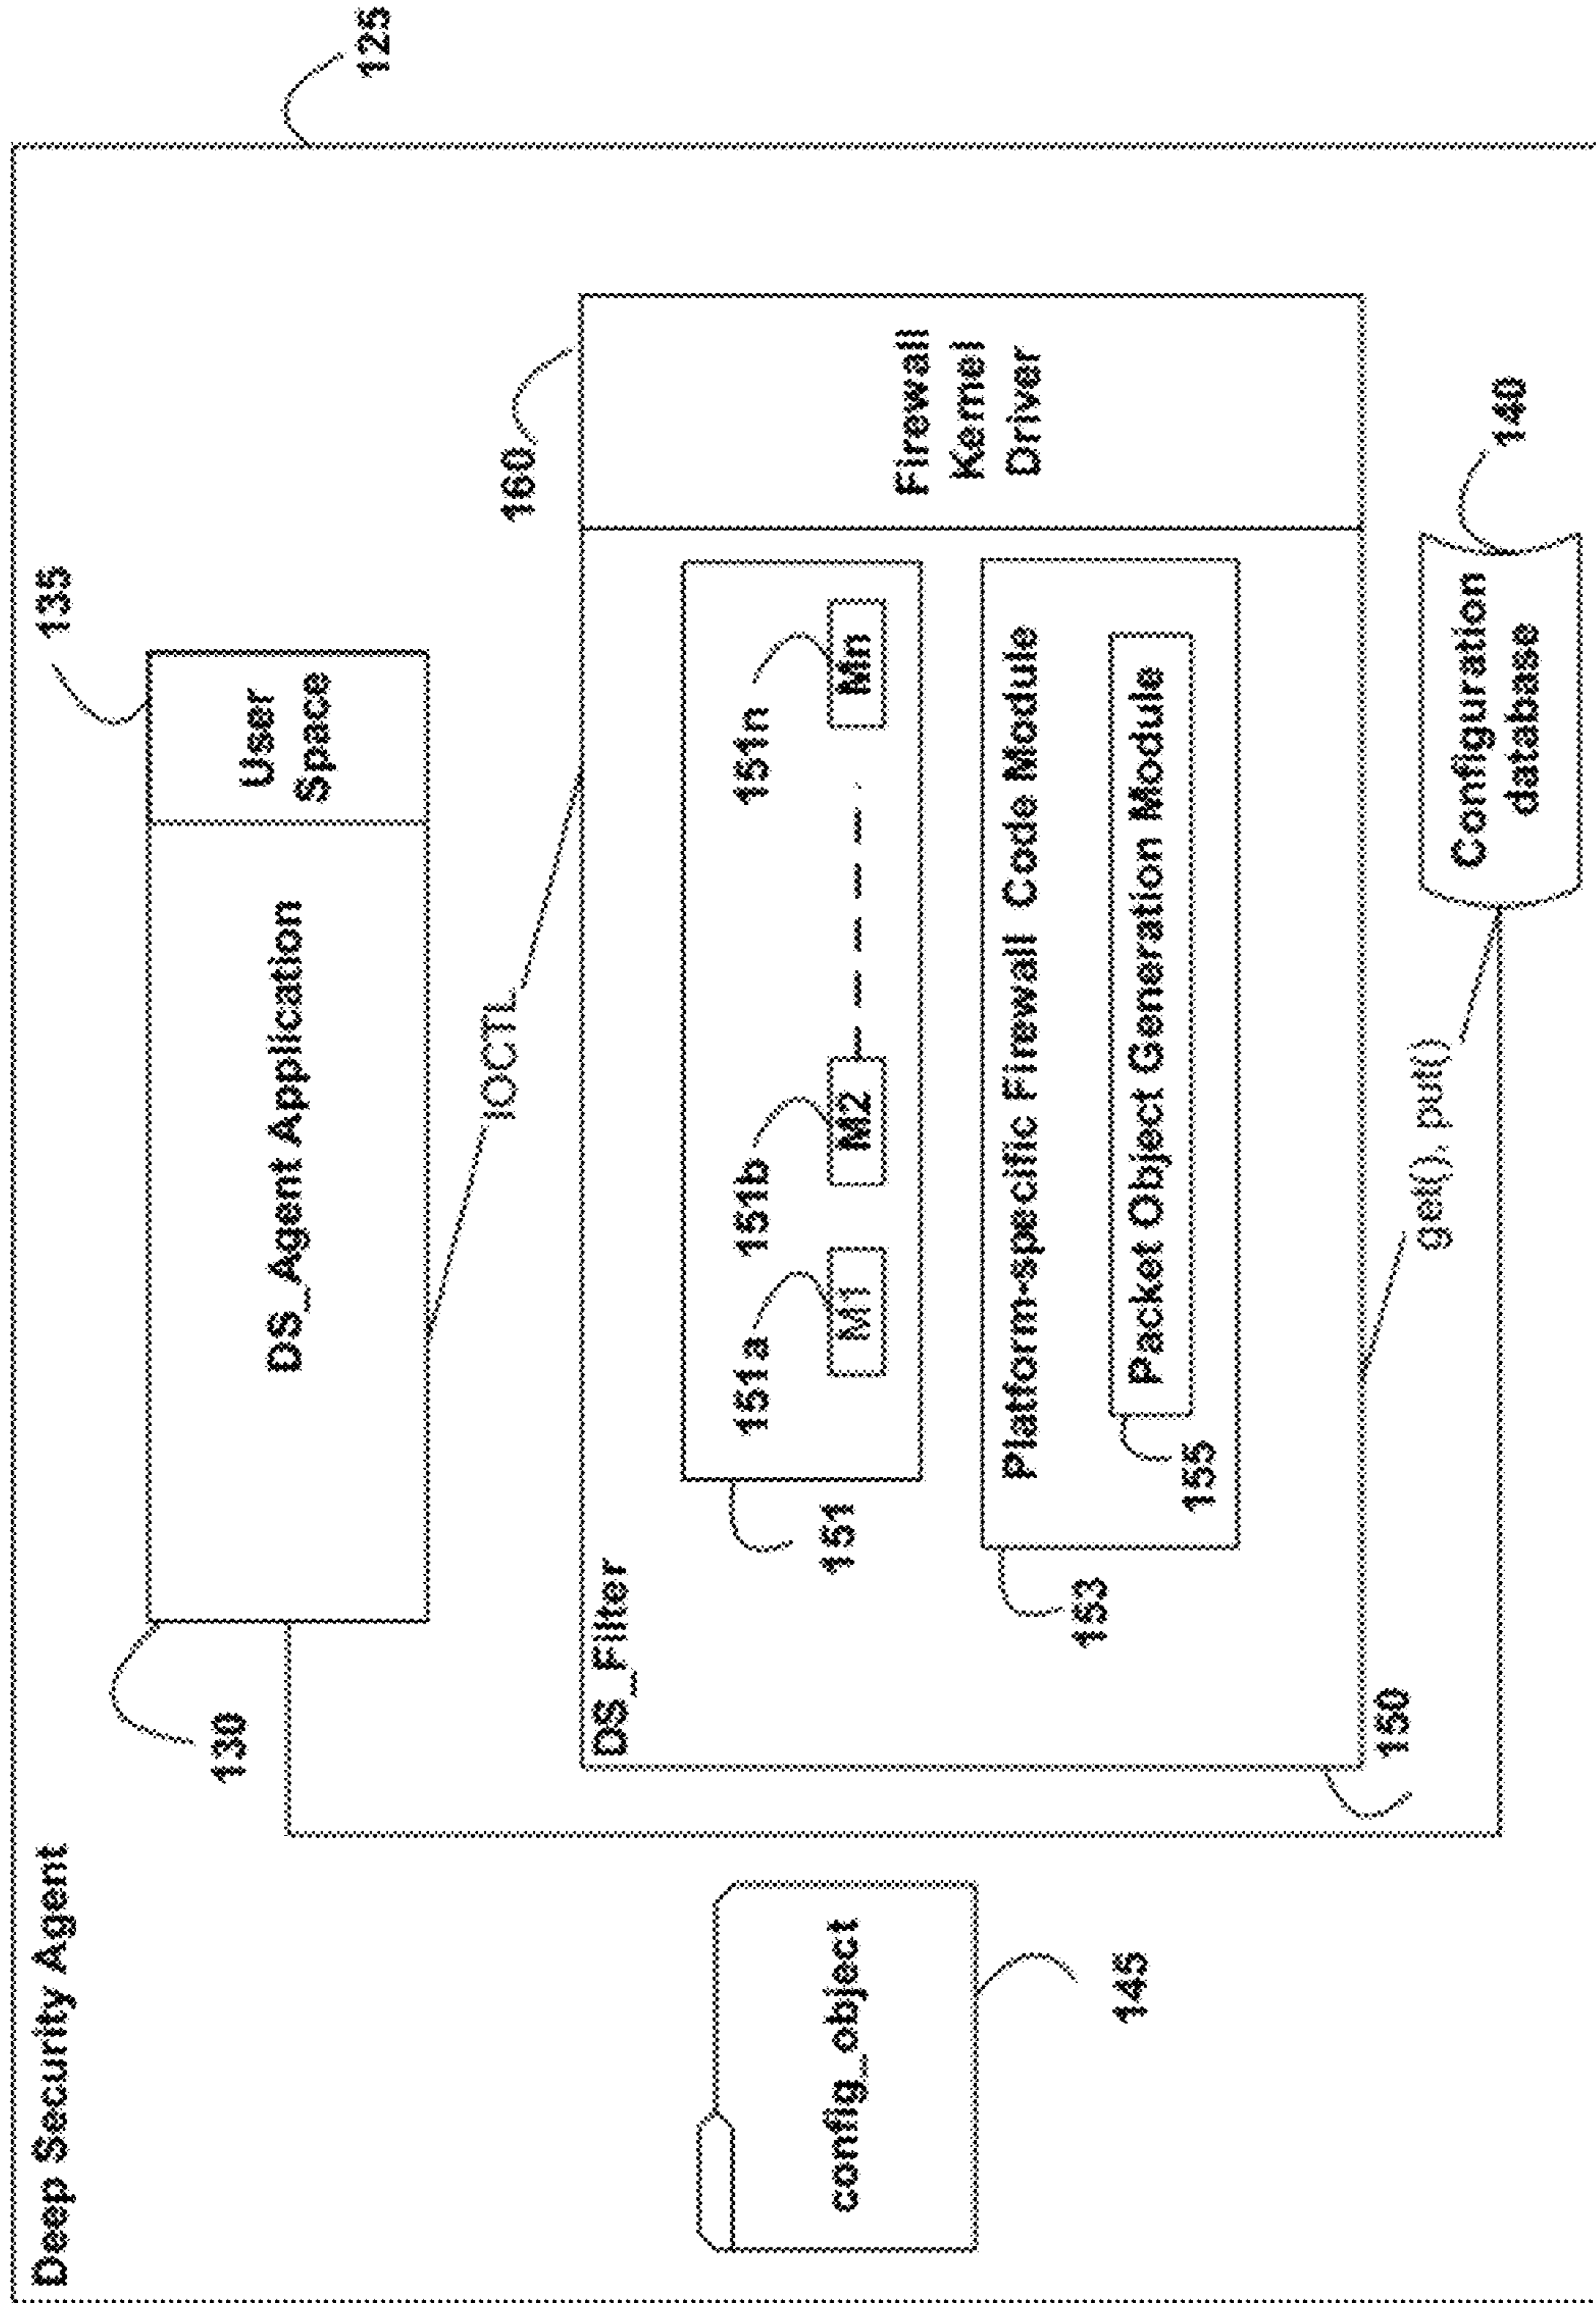 Deep Security Agent
125
135
130
DS_Agent Application
User
Space
IOCTL
160
DS_Filter
151a
151b
151n
M1
M2
Mn
151
Firewall
Kernel
Driver
Platform-specific Firewall Code Module
Packet Object Generation Module
153
155
150
config_object
145
get(), put()
Configuration
database
140